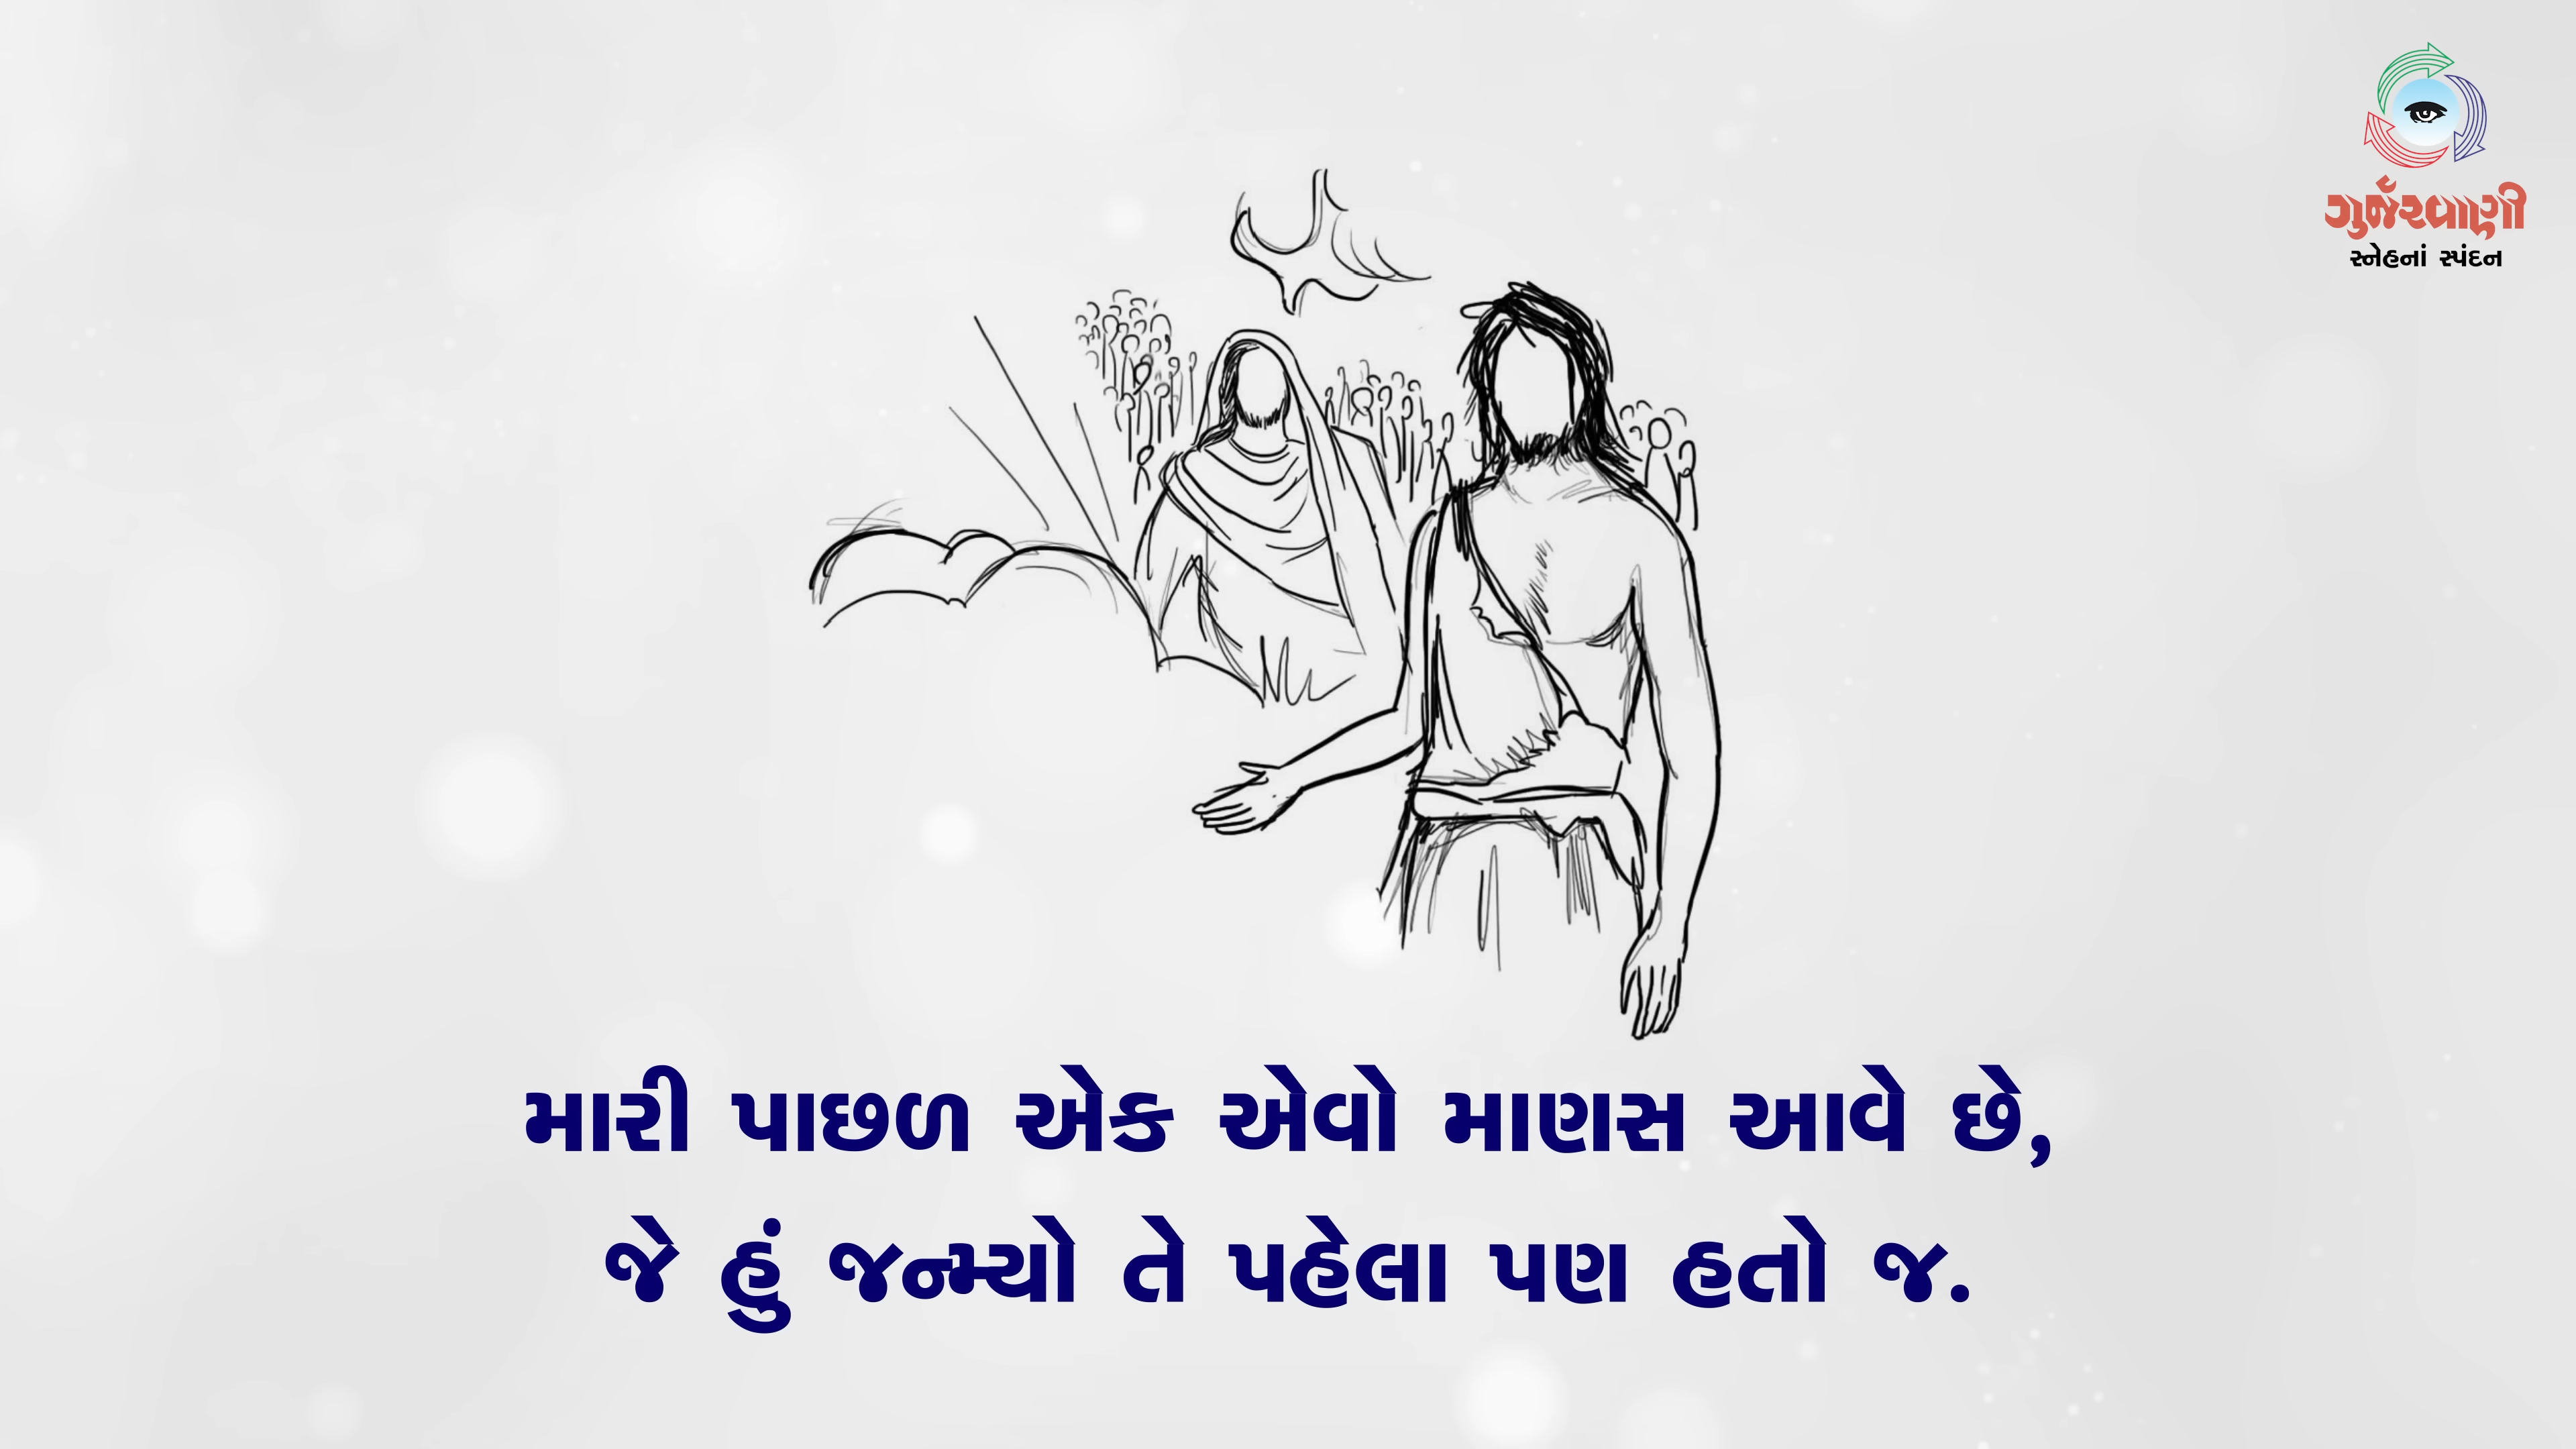 ગુર્જરવાણી
સ્નેહનાં સ્પંદન
મારી પાછળ એક એવો માણસ આવે છે,
જે હું જન્મ્યો તે પહેલા પણ હતો જ.